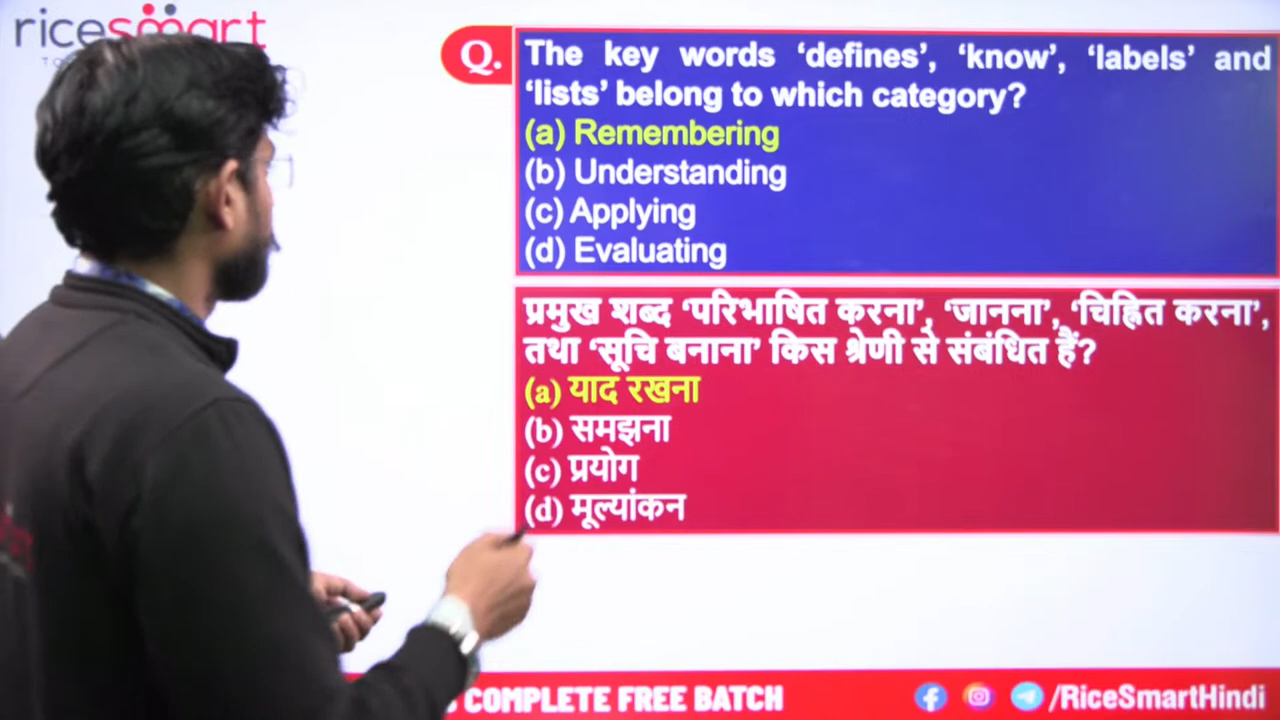 ricesmart
Q.
The key words ‘defines’, ‘know’, ‘labels’ and
‘lists’ belong to which category?
(a) Remembering
(b) Understanding
(c) Applying
(d) Evaluating
प्रमुख शब्द ‘परिभाषित करना’, ‘जानना’, ‘चिह्नित करना’,
तथा ‘सूचि बनाना’ किस श्रेणी से संबंधित हैं?
(a) याद रखना
(b) समझना
(c) प्रयोग
(d) मूल्यांकन
COMPLETE FREE BATCH
/RiceSmartHindi